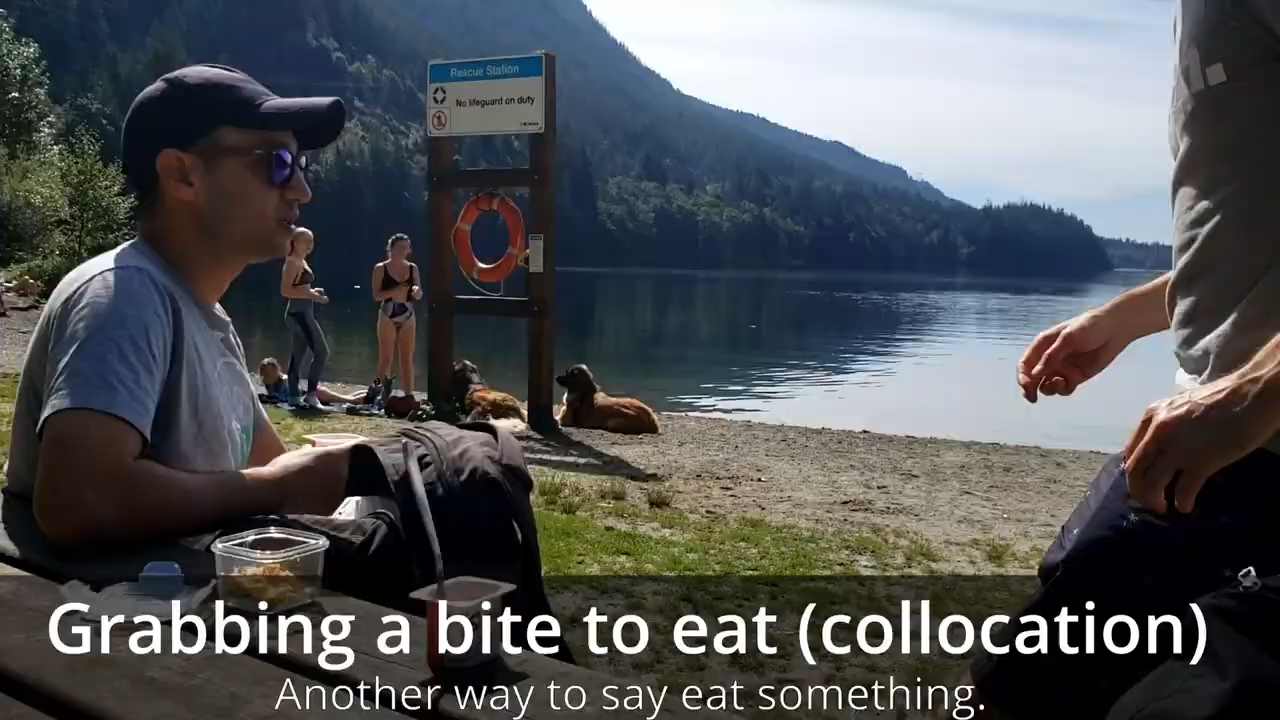 Rescue Station
No lifeguard on duty
Grabbing a bite to eat (collocation)
Another way to say eat something.